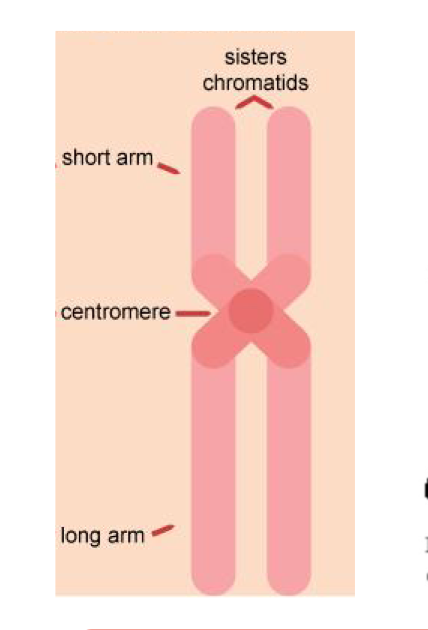 sisters
chromatids
short arm
centromere
long arm